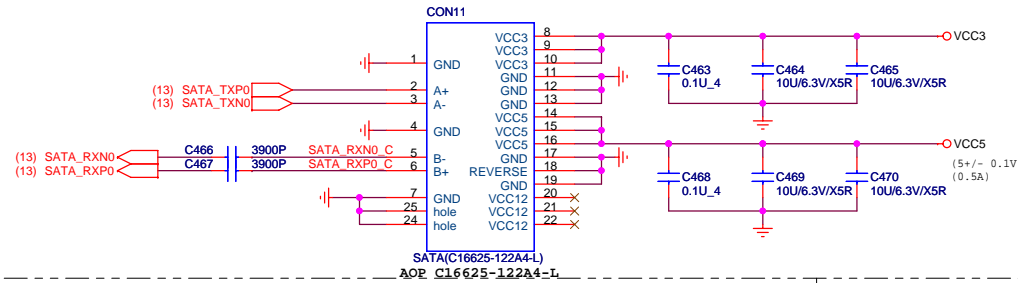 CON11
1 GND
(13) SATA_TXP0 2 A+
(13) SATA_TXN0 3 A-
4 GND
(13) SATA_RXN0 C466 3900P SATA_RXN0_C 5 B-
(13) SATA_RXP0 C467 3900P SATA_RXP0_C 6 B+
7 GND
25 hole
24 hole
VCC3 8
VCC3 9
VCC3 10
GND 11
GND 12
GND 13
VCC5 14
VCC5 15
VCC5 16
GND 17
REVERSE 18
GND 19
VCC12 20
VCC12 21
VCC12 22
SATA(C16625-122A4-L)
AOP C16625-122A4-L
VCC3
C463
0.1U_4
C464
10U/6.3V/X5R
C465
10U/6.3V/X5R
VCC5
(5+/- 0.1V
(0.5A)
C468
0.1U_4
C469
10U/6.3V/X5R
C470
10U/6.3V/X5R